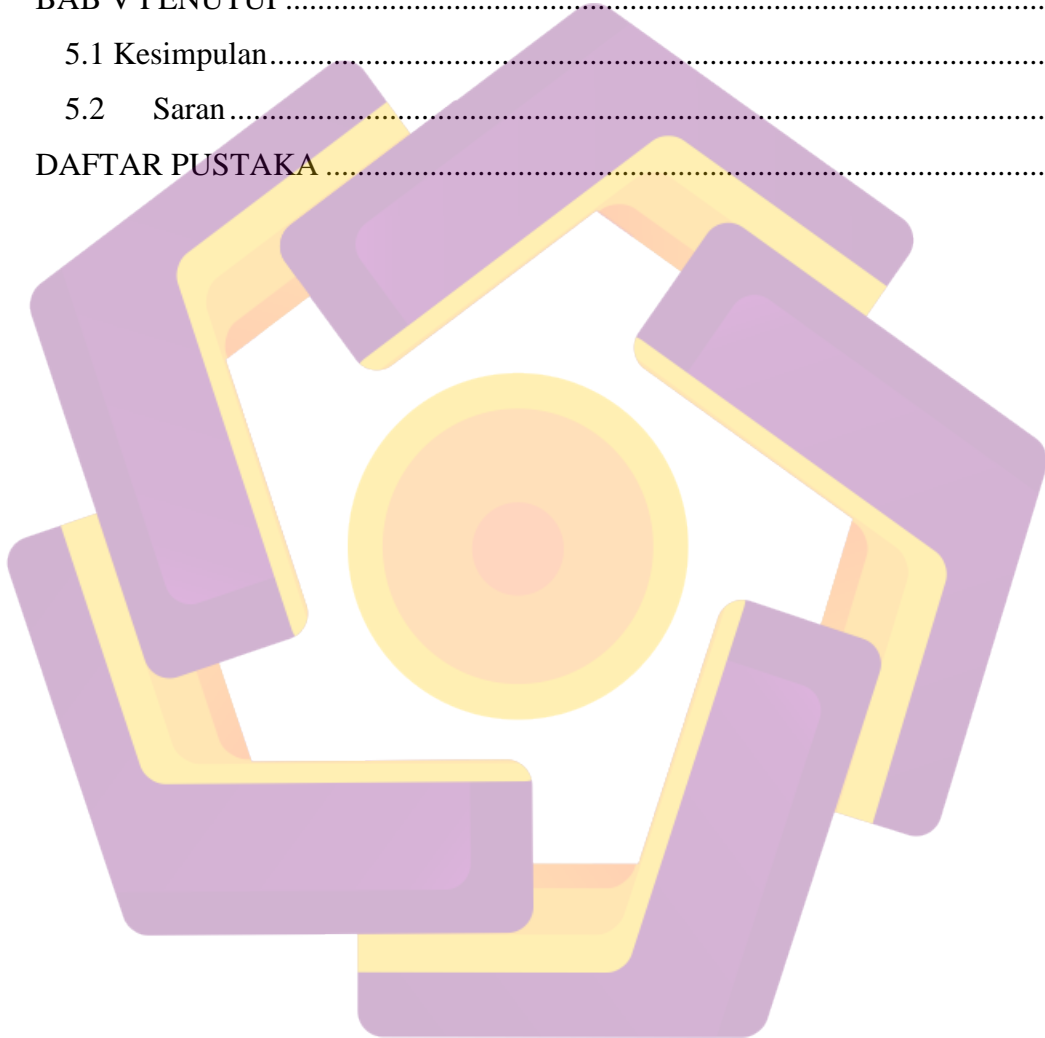 BAB V PENUTUP ..........................................................................................
5.1 Kesimpulan ..........................................................................................
5.2 Saran ..........................................................................................
DAFTAR PUSTAKA ..........................................................................................